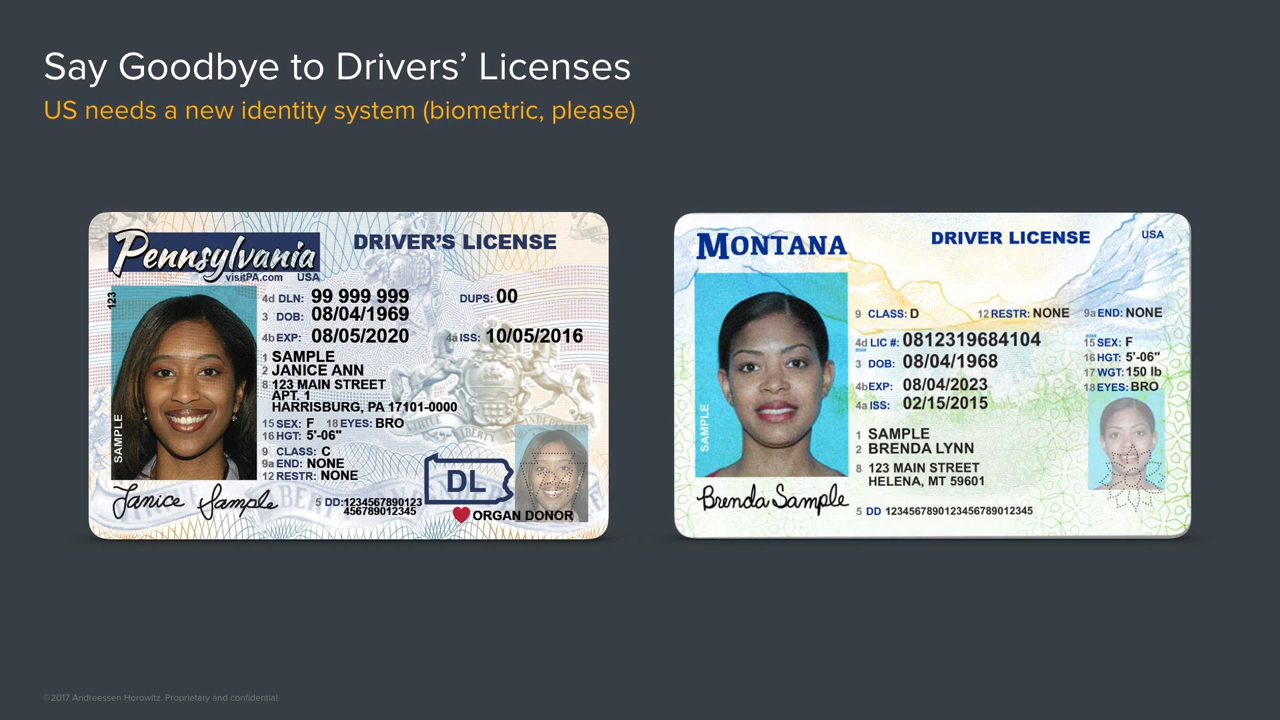 Say Goodbye to Drivers’ Licenses
US needs a new identity system (biometric, please)
Pennsylvania
visitPA.com USA
DRIVER'S LICENSE
123
SAMPLE
4d DLN: 99 999 999 DUPS: 00
3 DOB: 08/04/1969
4b EXP: 08/05/2020 4a ISS: 10/05/2016
1 SAMPLE
2 JANICE ANN
8 123 MAIN STREET
APT. 1
HARRISBURG, PA 17101-0000
15 SEX: F 18 EYES: BRO
16 HGT: 5'-06"
9 CLASS: C
9a END: NONE
12 RESTR: NONE
Janice Sample
5 DD: 1234567890123
456789012345
DL
ORGAN DONOR
MONTANA
DRIVER LICENSE USA
SAMPLE
9 CLASS: D 12 RESTR: NONE 9a END: NONE
4d LIC #: 0812319684104 15 SEX: F
3 DOB: 08/04/1968 16 HGT: 5'-06"
17 WGT: 150 lb
4b EXP: 08/04/2023 18 EYES: BRO
4a ISS: 02/15/2015
1 SAMPLE
2 BRENDA LYNN
8 123 MAIN STREET
HELENA, MT 59601
Brenda Sample
5 DD 1234567890123456789012345
©2017 Andreessen Horowitz. Proprietary and confidential.